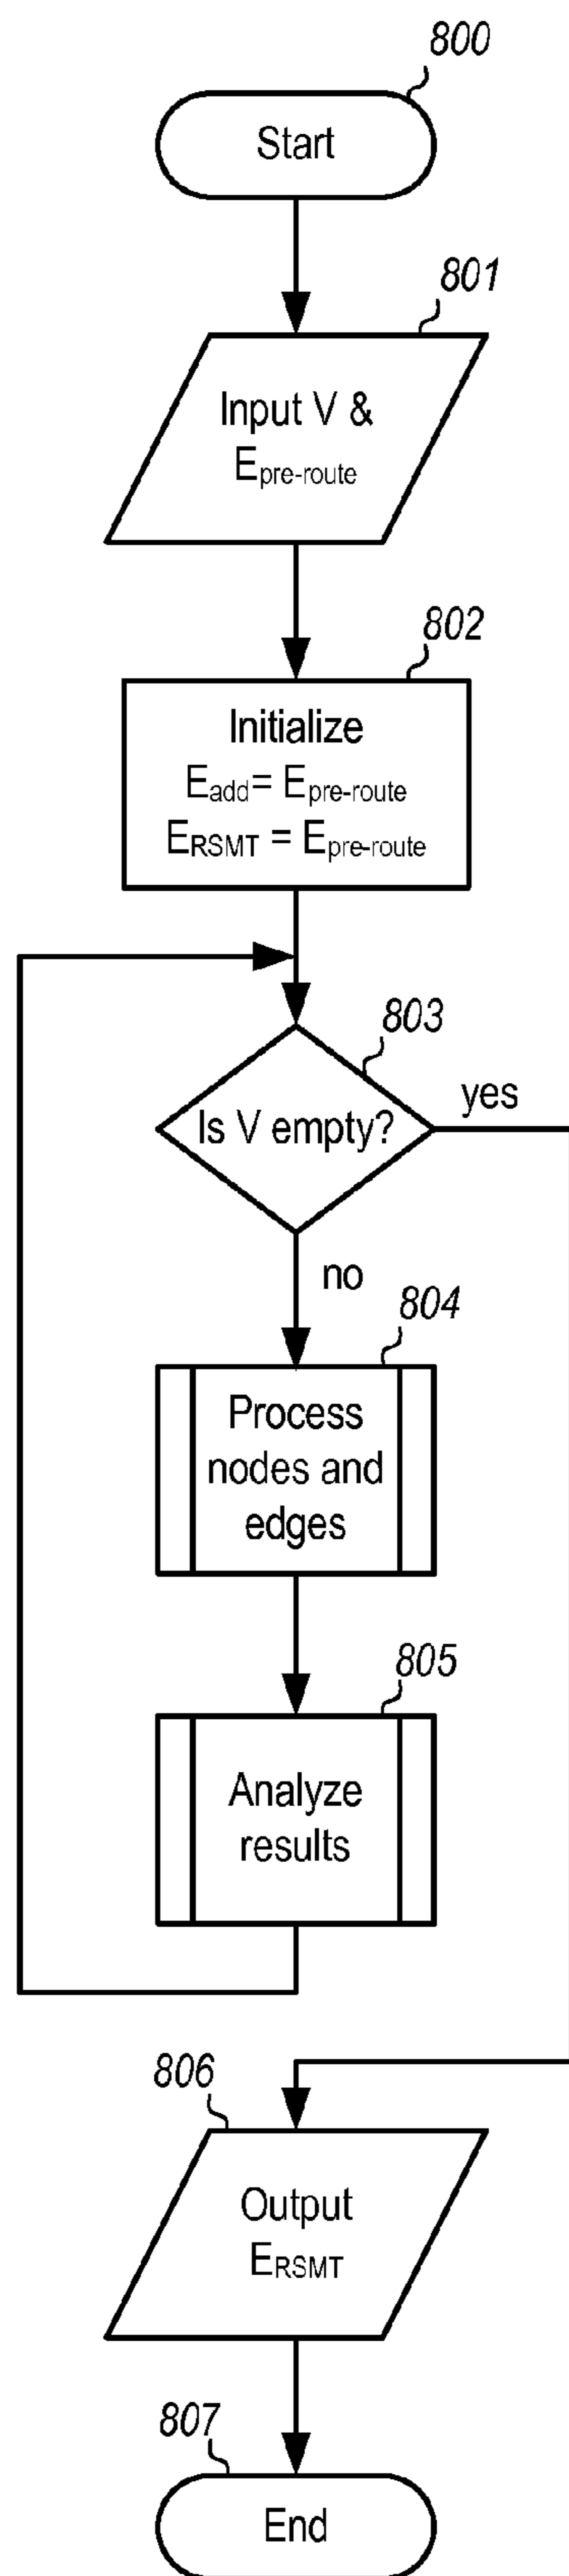 800
Start
801
Input V &
Epre-route
802
Initialize
Eadd= Epre-route
ERSMT = Epre-route
803
Is V empty?
yes
no
804
Process
nodes and
edges
805
Analyze
results
806
Output
ERSMT
807
End